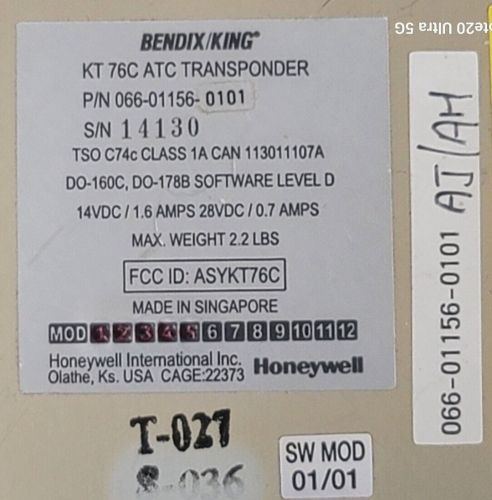 BENDIX/KING®
KT 76C ATC TRANSPONDER
P/N 066-01156-0101
S/N 14130
TSO C74c CLASS 1A CAN 113011107A
DO-160C, DO-178B SOFTWARE LEVEL D
14VDC / 1.6 AMPS 28VDC / 0.7 AMPS
MAX. WEIGHT 2.2 LBS
FCC ID: ASYKT76C
MADE IN SINGAPORE
MOD 1 2 3 4 5 6 7 8 9 10 11 12
Honeywell International Inc.
Olathe, Ks. USA CAGE:22373
Honeywell
T-027
S-036
SW MOD
01/01
066-01156-0101 AJ/AH
ote20 Ultra 5G